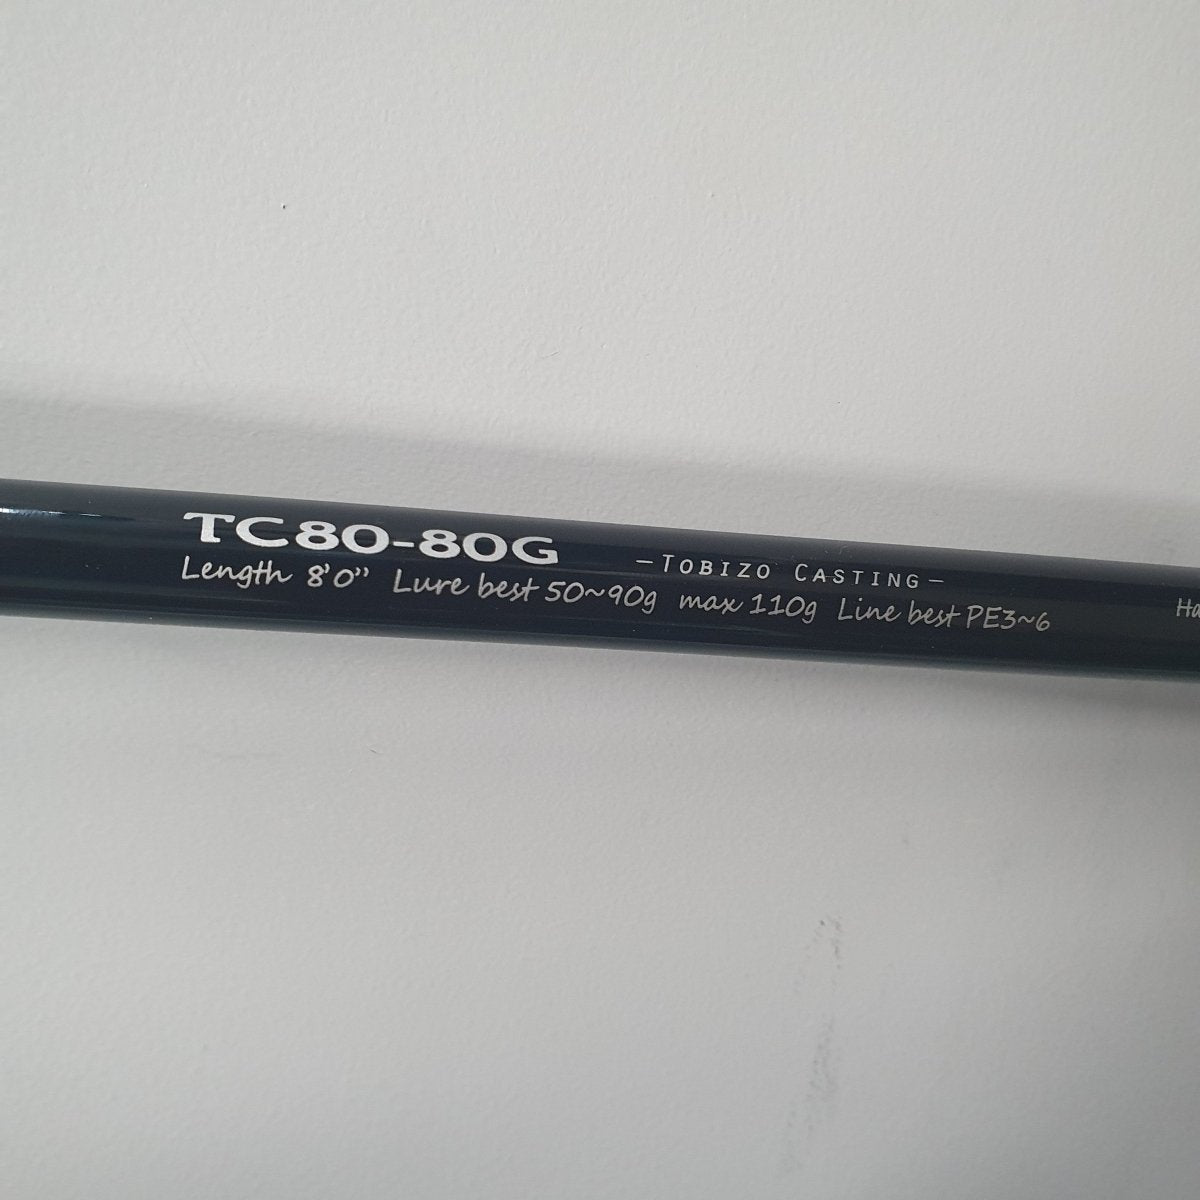 TC80-80G -TOBIZO CASTING-
Length 8'0" Lure best 50~90g max 110g Line best PE3~6